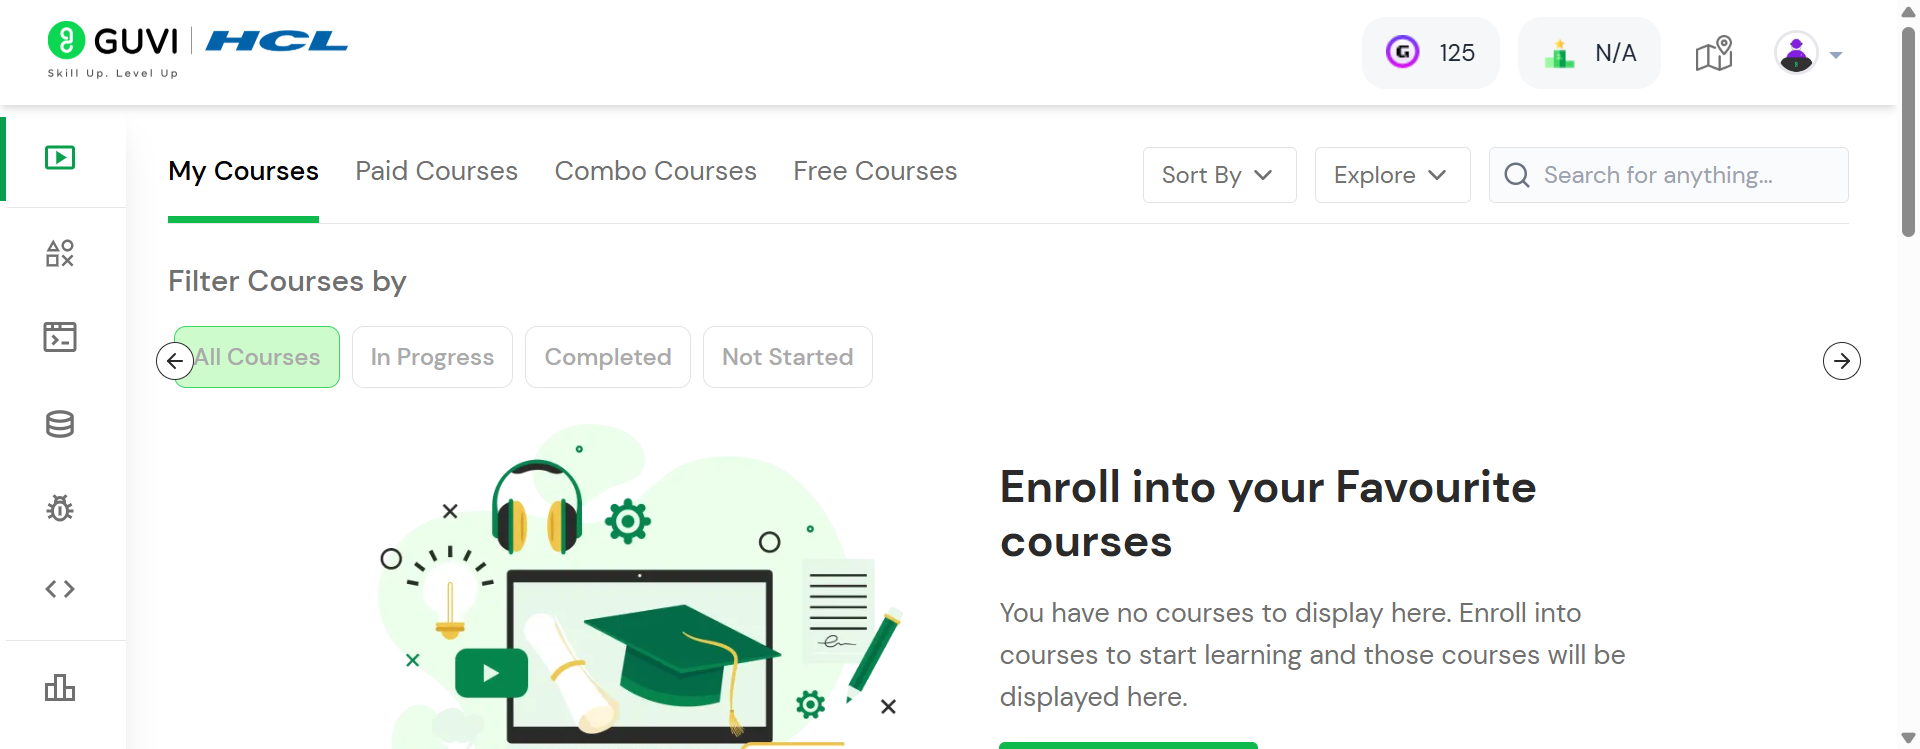 GUVI HCL
Skill Up. Level Up
125
N/A
My Courses Paid Courses Combo Courses Free Courses
Sort By
Explore
Search for anything...
Filter Courses by
All Courses In Progress Completed Not Started
Enroll into your Favourite
courses
You have no courses to display here. Enroll into
courses to start learning and those courses will be
displayed here.